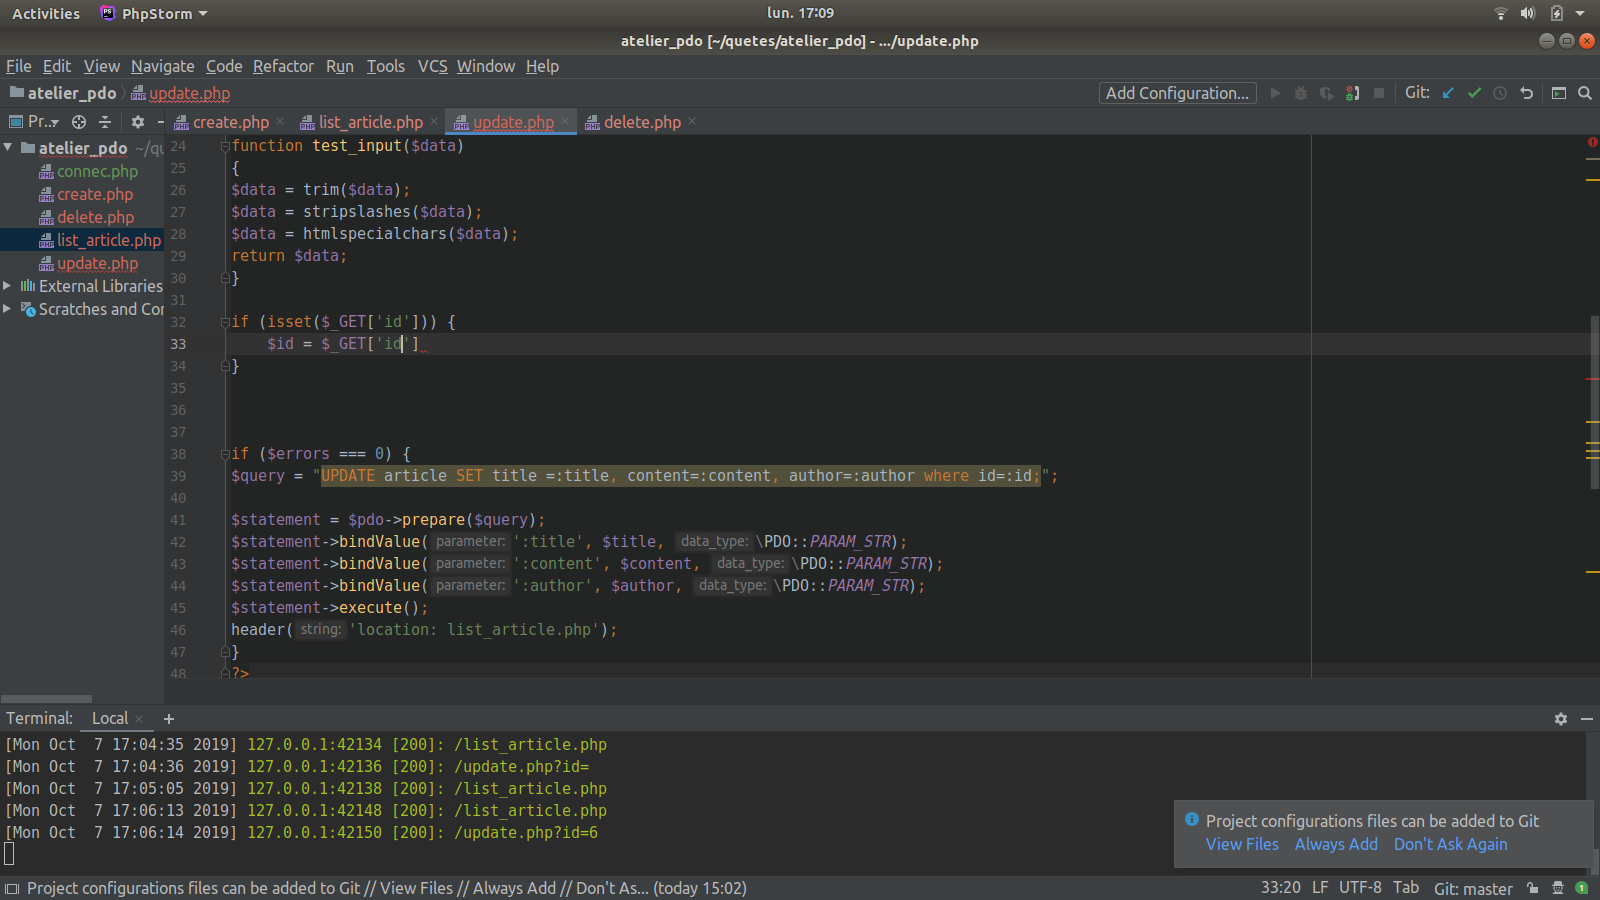 Activities PhpStorm lun. 17:09
atelier_pdo [~/quetes/atelier_pdo] - .../update.php
File Edit View Navigate Code Refactor Run Tools VCS Window Help
atelier_pdo update.php Add Configuration... Git:
Pr... create.php list_article.php update.php delete.php
atelier_pdo ~/qu
connec.php
create.php
delete.php
list_article.php
update.php
External Libraries
Scratches and Cor
24 function test_input($data)
25 {
26 $data = trim($data);
27 $data = stripslashes($data);
28 $data = htmlspecialchars($data);
29 return $data;
30 }
31
32 if (isset($_GET['id'])) {
33 $id = $_GET['id']
34 }
35
36
37
38 if ($errors === 0) {
39 $query = "UPDATE article SET title =:title, content=:content, author=:author where id=:id;";
40
41 $statement = $pdo->prepare($query);
42 $statement->bindValue( parameter: ':title', $title, data_type: \PDO::PARAM_STR);
43 $statement->bindValue( parameter: ':content', $content, data_type: \PDO::PARAM_STR);
44 $statement->bindValue( parameter: ':author', $author, data_type: \PDO::PARAM_STR);
45 $statement->execute();
46 header( string: 'location: list_article.php');
47 }
48 ?>
Terminal: Local +
[Mon Oct  7 17:04:35 2019] 127.0.0.1:42134 [200]: /list_article.php
[Mon Oct  7 17:04:36 2019] 127.0.0.1:42136 [200]: /update.php?id=
[Mon Oct  7 17:05:05 2019] 127.0.0.1:42138 [200]: /list_article.php
[Mon Oct  7 17:06:13 2019] 127.0.0.1:42148 [200]: /list_article.php
[Mon Oct  7 17:06:14 2019] 127.0.0.1:42150 [200]: /update.php?id=6
Project configurations files can be added to Git
View Files Always Add Don't Ask Again
Project configurations files can be added to Git // View Files // Always Add // Don't As... (today 15:02) 33:20 LF UTF-8 Tab Git: master 1